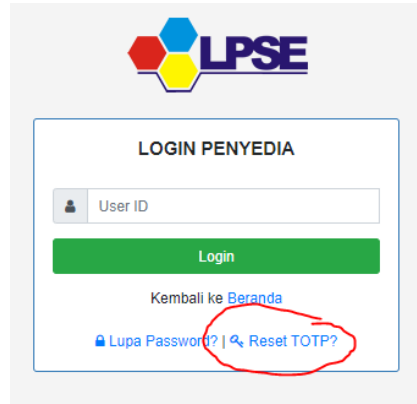 LPSE
LOGIN PENYEDIA
User ID
Login
Kembali ke Beranda
Lupa Password? | Reset TOTP?